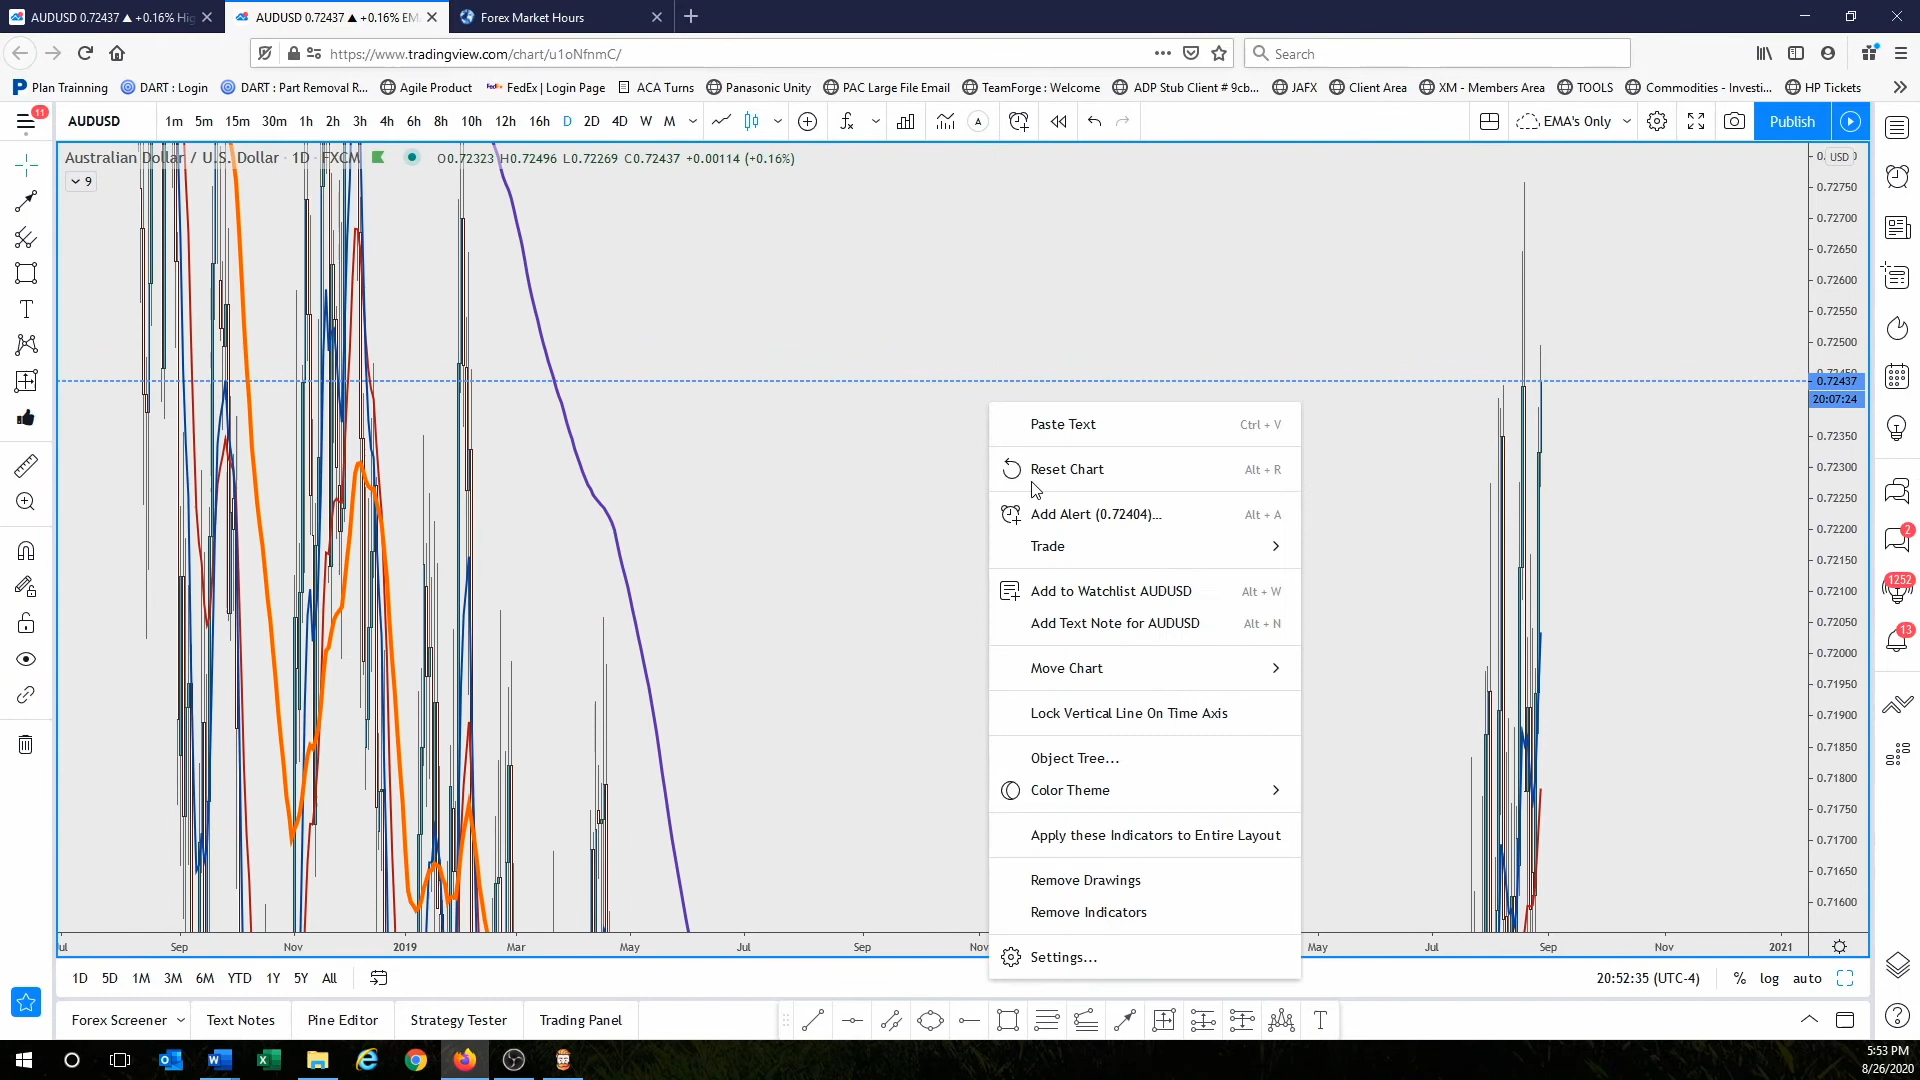 AUDUSD 0.72437 ▲ +0.16% Hig
AUDUSD 0.72437 ▲ +0.16% EMA
Forex Market Hours
https://www.tradingview.com/chart/u1oNfnmC/
Search
Plan Trainning
DART : Login
DART : Part Removal R...
Agile Product
FedEx | Login Page
ACA Turns
Panasonic Unity
PAC Large File Email
TeamForge : Welcome
ADP Stub Client # 9cb...
JAFX
Client Area
XM - Members Area
TOOLS
Commodities - Investi...
HP Tickets
11
AUDUSD
1m 5m 15m 30m 1h 2h 3h 4h 6h 8h 10h 12h 16h D 2D 4D W M
A
EMA's Only
Publish
Australian Dollar / U.S. Dollar · 1D · FXCM
O0.72323 H0.72496 L0.72269 C0.72437 +0.00114 (+0.16%)
9
USD
0.72750
0.72700
0.72650
0.72600
0.72550
0.72500
0.72437
20:07:24
0.72350
0.72300
0.72250
0.72200
0.72150
0.72100
0.72050
0.72000
0.71950
0.71900
0.71850
0.71800
0.71750
0.71700
0.71650
0.71600
Paste Text Ctrl + V
Reset Chart Alt + R
Add Alert (0.72404)... Alt + A
Trade
Add to Watchlist AUDUSD Alt + W
Add Text Note for AUDUSD Alt + N
Move Chart
Lock Vertical Line On Time Axis
Object Tree...
Color Theme
Apply these Indicators to Entire Layout
Remove Drawings
Remove Indicators
Settings...
2
1252
13
Sep Nov 2019 Mar May Jul Sep Nov May Jul Sep Nov 2021
1D 5D 1M 3M 6M YTD 1Y 5Y All
20:52:35 (UTC-4) % log auto
Forex Screener
Text Notes
Pine Editor
Strategy Tester
Trading Panel
5:53 PM
8/26/2020